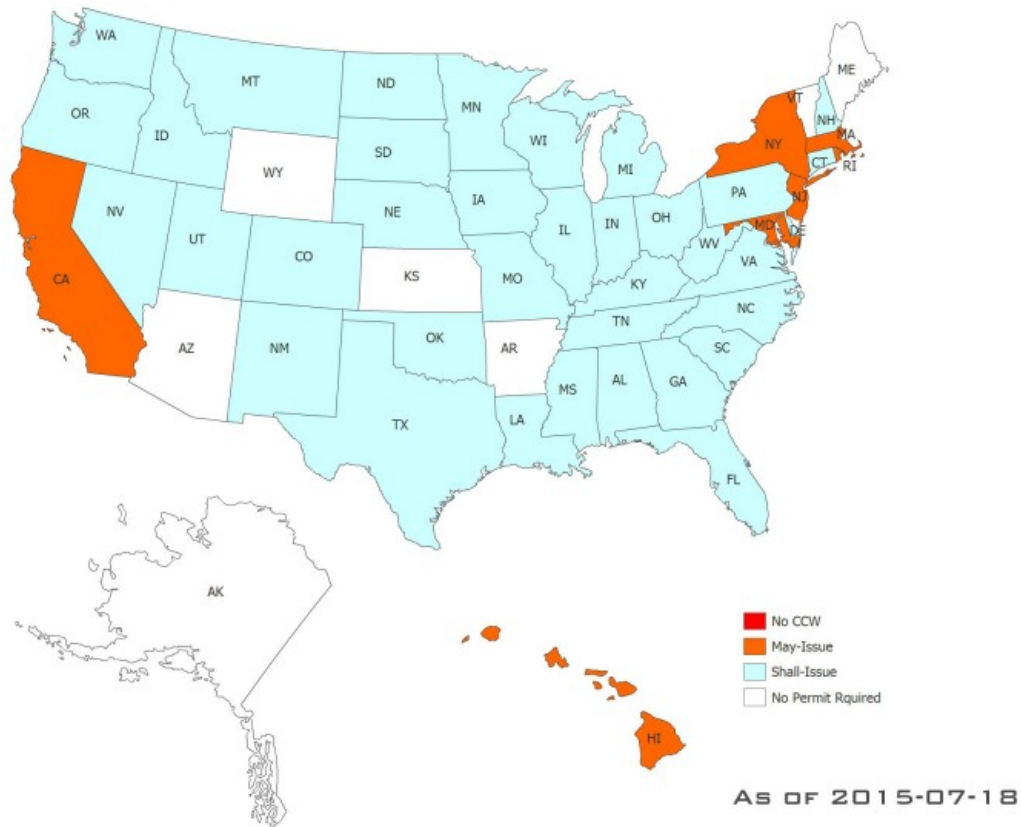 WA
MT
ND
MN
ME
VT
NH
OR
ID
SD
WI
MI
NY
MA
WY
CT
RI
NV
UT
NE
IA
PA
NJ
CO
IL
IN
OH
MD
DE
CA
KS
MO
WV
VA
KY
AZ
NM
OK
AR
TN
NC
SC
TX
LA
MS
AL
GA
FL
AK
HI
No CCW
May-Issue
Shall-Issue
No Permit Rquired
As of 2015-07-18